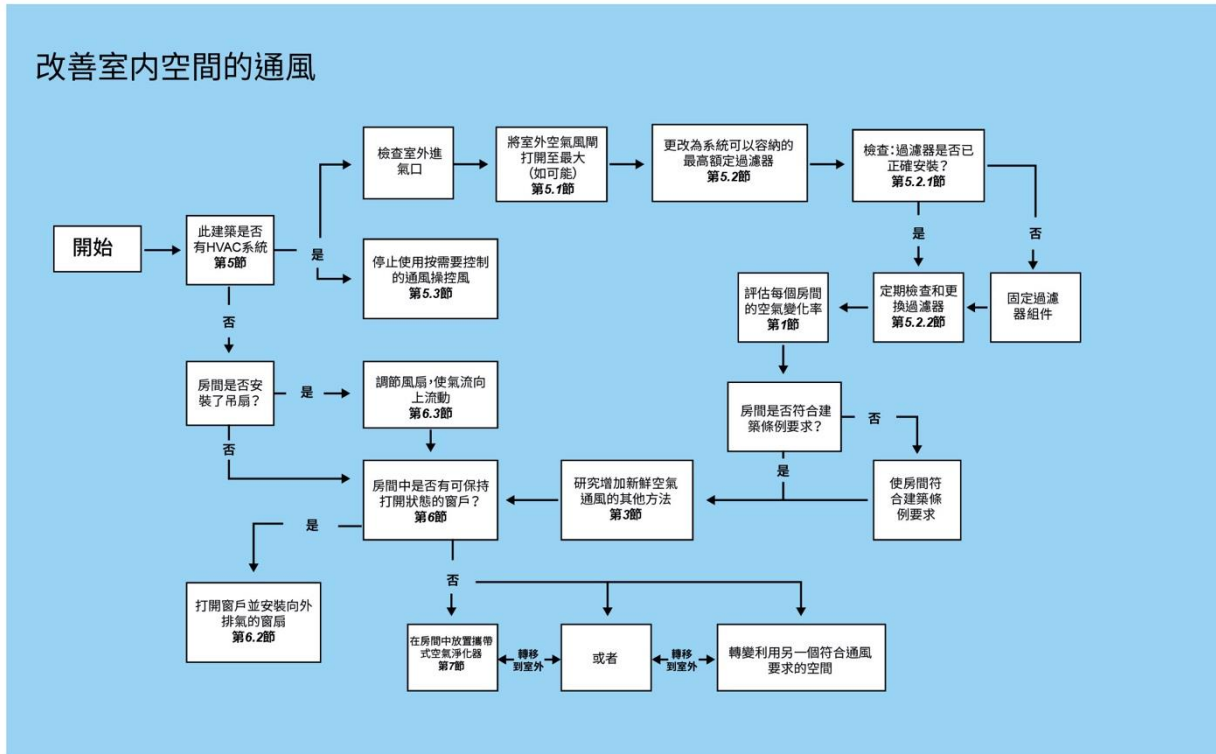 改善室内空間的通風
檢查室外進
氣口
將室外空氣風閘
打開至最大
（如可能）
第5.1節
更改為系統可以容納的
最高額定過濾器
第5.2節
檢查：過濾器是否已
正確安裝？
第5.2.1節
開始
此建築是否
有HVAC系統
第5節
是
停止使用按需要控制
的通風操控風
第5.3節
是
否
評估每個房間
的空氣變化率
第1節
定期檢查和更
換過濾器
第5.2.2節
固定過濾
器組件
否
房間是否安
裝了吊扇？
是
調節風扇，使氣流向
上流動
第6.3節
房間是否符合建
築條例要求？
否
否
是
房間中是否有可保持
打開狀態的窗戶？
第6節
研究增加新鮮空氣
通風的其他方法
第3節
使房間符
合建築條
例要求
是
否
打開窗戶並安裝向外
排氣的窗扇
第6.2節
在房間中放置攜帶
式空氣淨化器
第7節
轉移
到室外
或者
轉移
到室外
轉變利用另一個符合通風
要求的空間